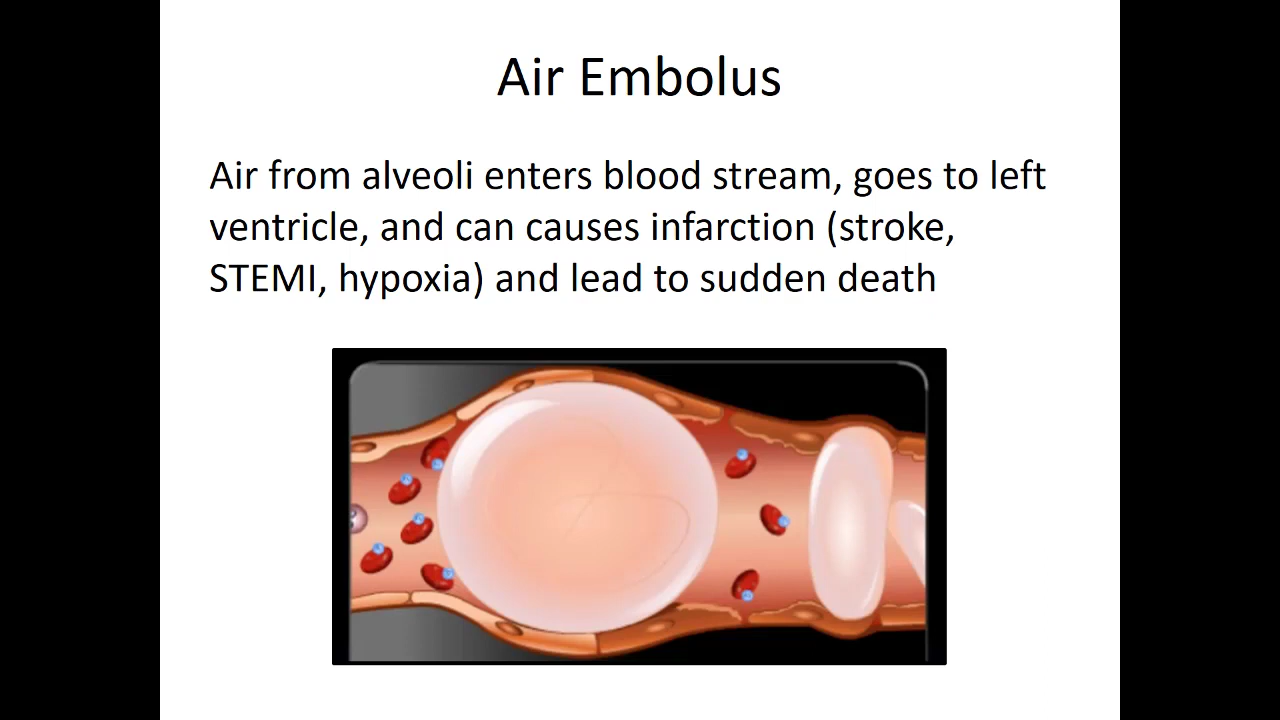 Air Embolus
Air from alveoli enters blood stream, goes to left
ventricle, and can causes infarction (stroke,
STEMI, hypoxia) and lead to sudden death